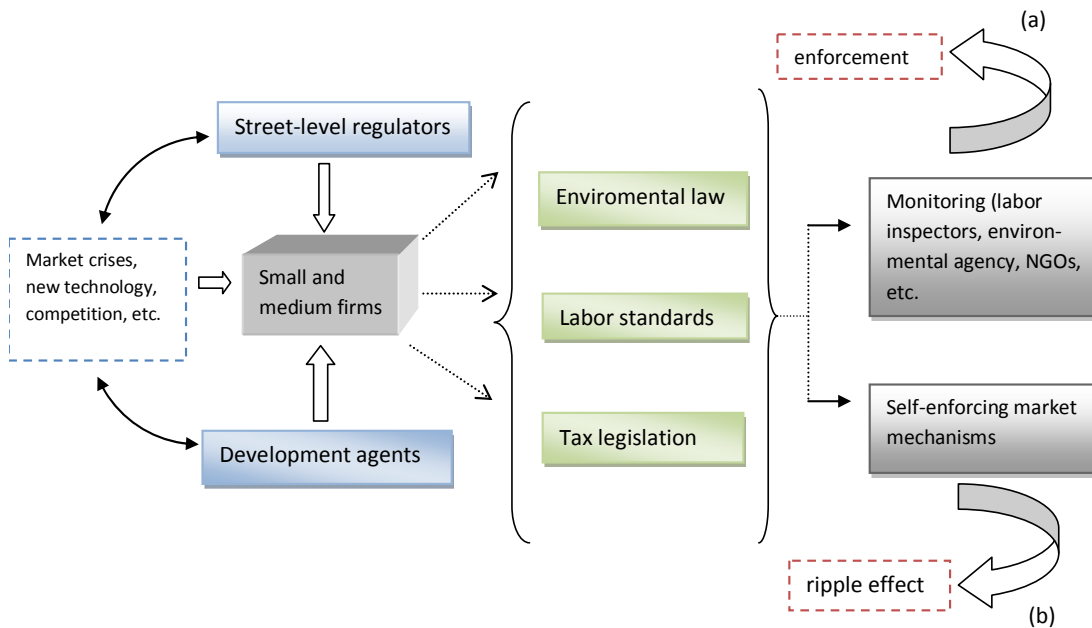 (a)
enforcement
Street-level regulators
Enviromental law
Monitoring (labor
inspectors, environ-
mental agency, NGOs,
etc.
Market crises,
new technology,
competition, etc.
Small and
medium firms
Labor standards
Self-enforcing market
mechanisms
Tax legislation
Development agents
ripple effect
(b)